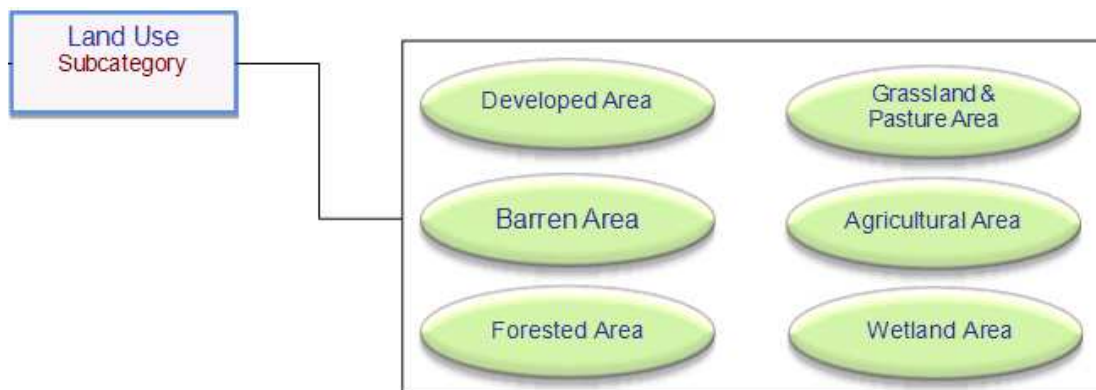 Land Use
Subcategory
Developed Area
Grassland &
Pasture Area
Barren Area
Agricultural Area
Forested Area
Wetland Area